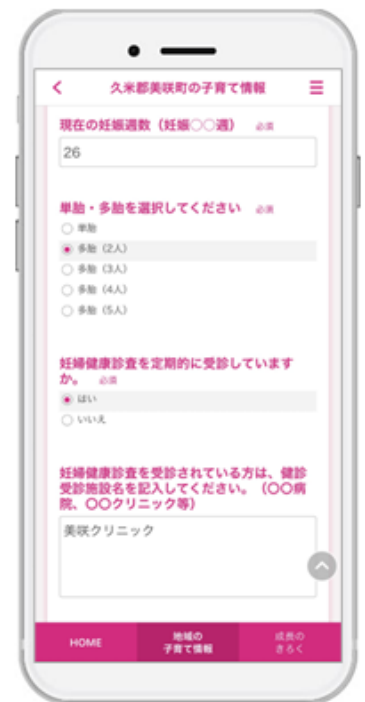 久米郡美咲町の子育て情報
現在の妊娠週数（妊娠○○週） 必須
26
単胎・多胎を選択してください 必須
単胎
多胎（2人）
多胎（3人）
多胎（4人）
多胎（5人）
妊婦健康診査を定期的に受診しています
か。 必須
はい
いいえ
妊婦健康診査を受診されている方は、健診
受診施設名を記入してください。（○○病
院、○○クリニック等）
美咲クリニック
HOME
地域の
子育て情報
成長の
きろく